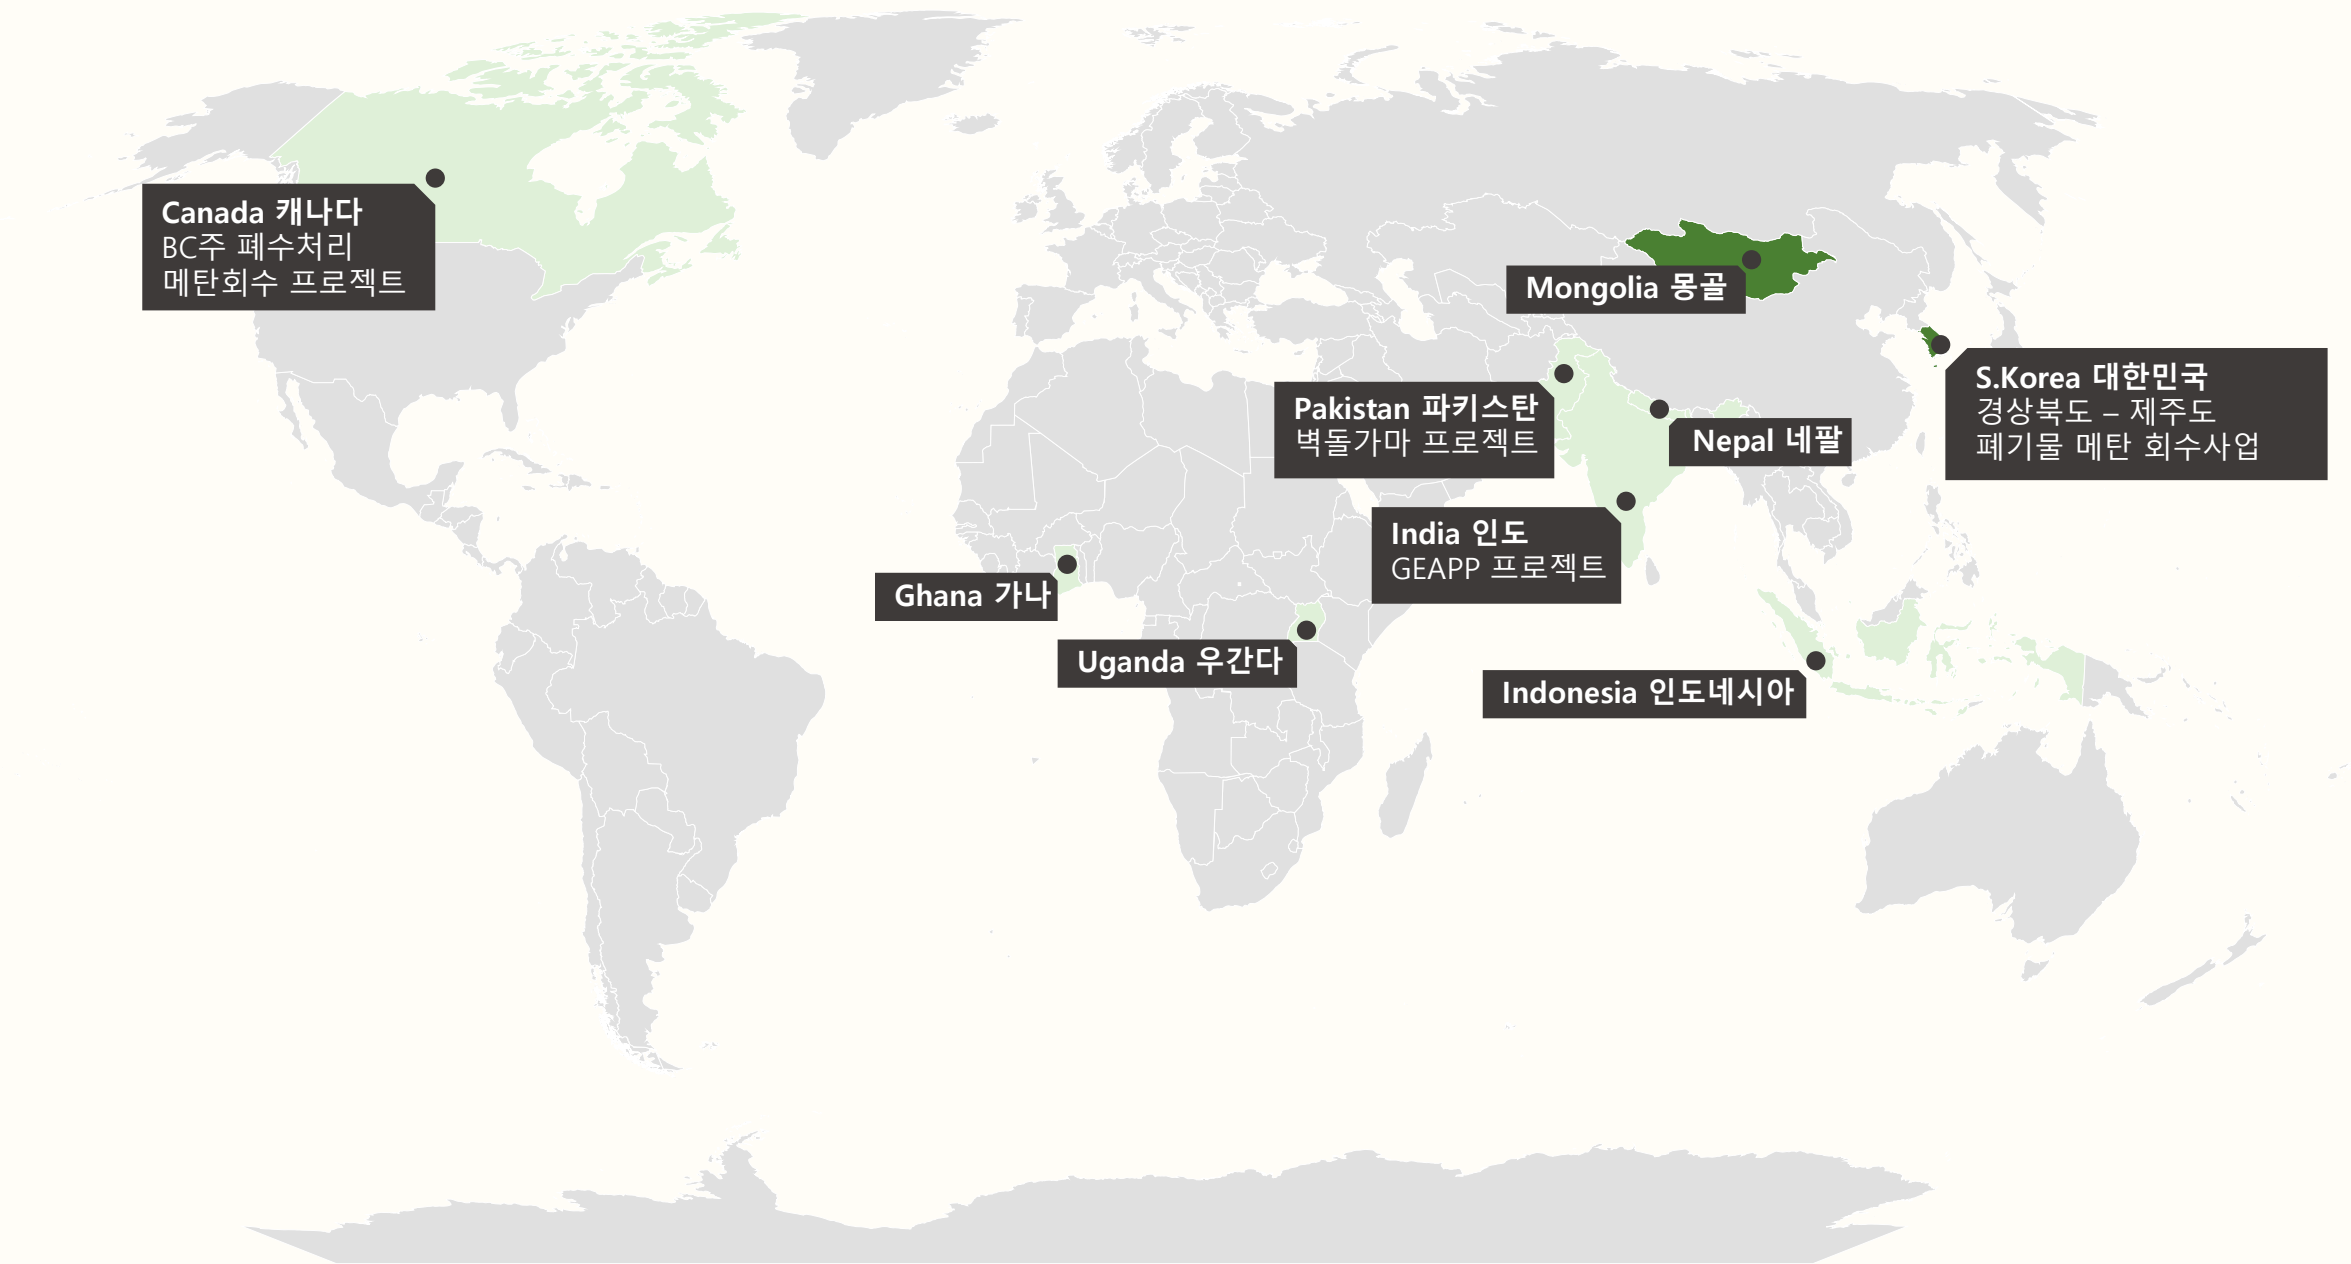 Canada 캐나다
BC주 폐수처리
메탄회수 프로젝트
Mongolia 몽골
S.Korea 대한민국
경상북도 – 제주도
폐기물 메탄 회수사업
Pakistan 파키스탄
벽돌가마 프로젝트
Nepal 네팔
India 인도
GEAPP 프로젝트
Ghana 가나
Uganda 우간다
Indonesia 인도네시아